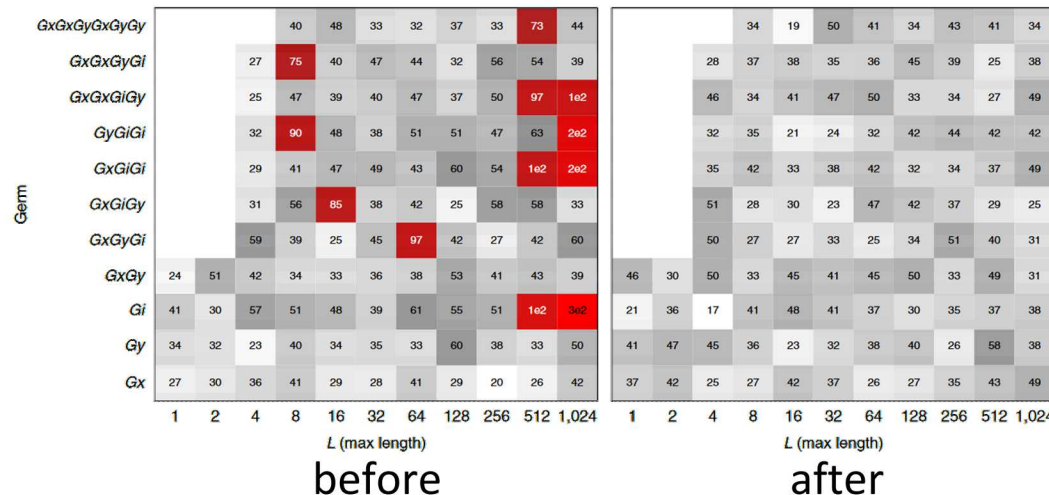 GxGxGyGxGyGy 40 48 33 32 37 33 73 44 34 19 50 41 34 43 41 34
GxGxGyGi 27 75 40 47 44 32 56 54 39 28 37 38 35 36 45 39 25 38
GxGxGiGy 25 47 39 40 47 37 50 97 1e2 46 34 41 47 50 33 34 27 49
GyGiGi 32 90 48 38 51 51 47 63 2e2 32 35 21 24 32 42 44 42 42
GxGiGi 29 41 47 49 43 60 54 1e2 2e2 35 42 33 38 42 32 34 37 49
GxGiGy 31 56 85 38 42 25 58 58 33 51 28 30 23 47 42 37 29 25
GxGyGi 59 39 25 45 97 42 27 42 60 50 27 27 33 25 34 51 40 31
GxGy 24 51 42 34 33 36 38 53 41 43 39 46 30 50 33 45 41 45 50 33 49 31
Gi 41 30 57 51 48 39 61 55 51 1e2 3e2 21 36 17 41 48 41 37 30 35 37 38
Gy 34 32 23 40 34 35 33 60 38 33 50 41 47 45 36 23 32 38 40 26 58 38
Gx 27 30 36 41 29 28 41 29 20 26 42 37 42 25 27 42 37 26 27 35 43 49
Germ
1 2 4 8 16 32 64 128 256 512 1,024 1 2 4 8 16 32 64 128 256 512 1,024
L (max length) L (max length)
before after